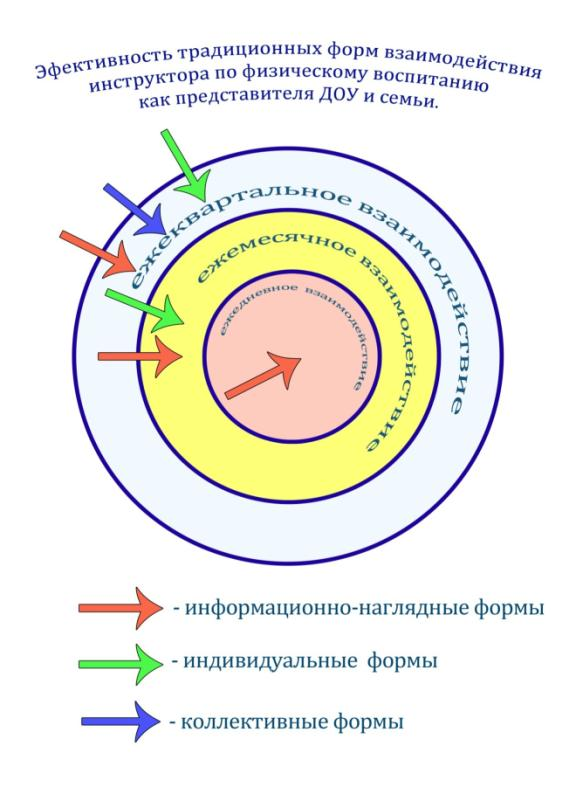 Эфективность традиционных форм взаимодействия
инструктора по физическому воспитанию
как представителя ДОУ и семьи.
ежеквартальное взаимодействие
ежемесячное взаимодействие
ежедневное взаимодействие
- информационно-наглядные формы
- индивидуальные формы
- коллективные формы